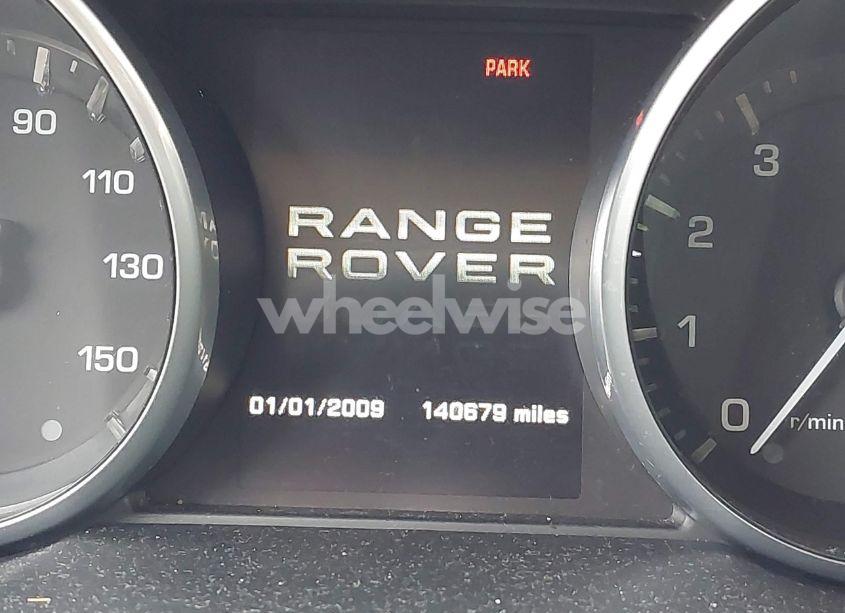 PARK
90
110
130
150
RANGE
ROVER
wheelwise
01/01/2009 140679 miles
3
2
1
0
r/min